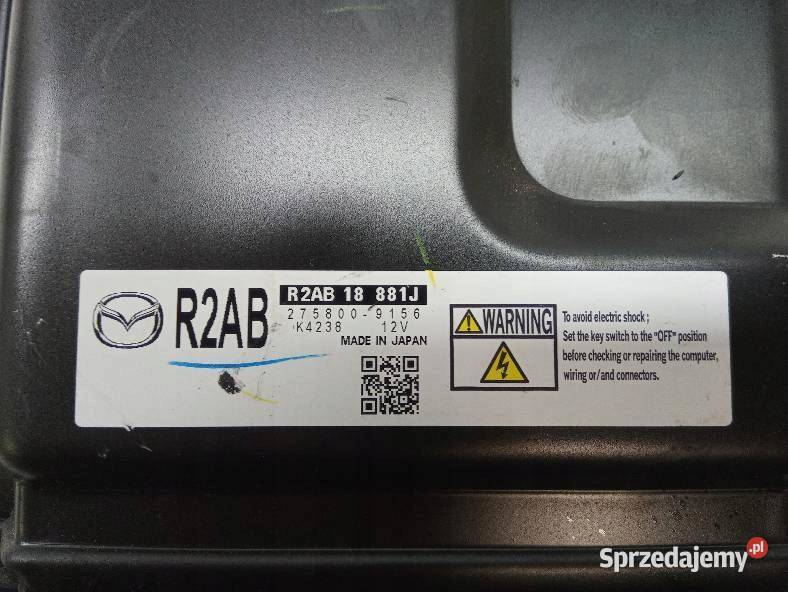 R2AB
R2AB 18 881J
275800-9156
K4238 12V
MADE IN JAPAN
WARNING
To avoid electric shock ;
Set the key switch to the "OFF" position
before checking or repairing the computer,
wiring or/and connectors.
Sprzedajemy.pl